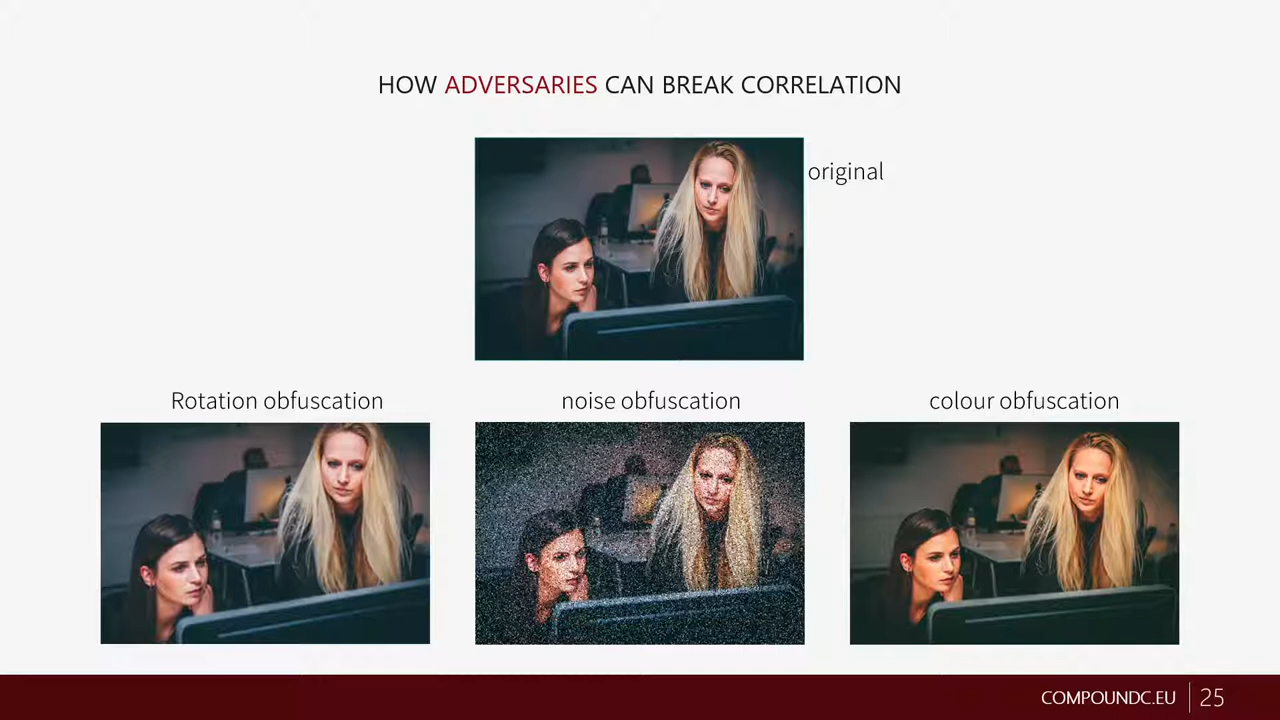 HOW ADVERSARIES CAN BREAK CORRELATION
original
Rotation obfuscation
noise obfuscation
colour obfuscation
COMPOUNDC.EU 25